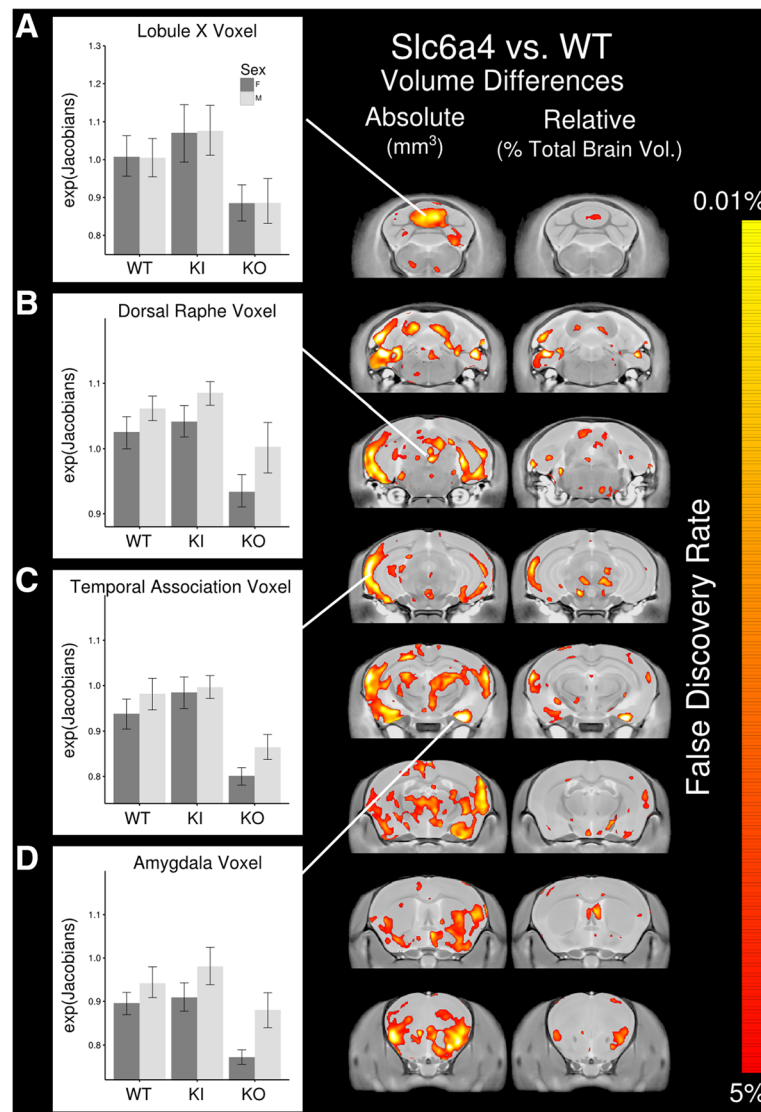 A
Lobule X Voxel
exp(Jacobians)
1.3
1.2
1.1
1.0
0.9
0.8
Sex
F
M
WT KI KO
B
Dorsal Raphe Voxel
exp(Jacobians)
1.1
1.0
0.9
WT KI KO
C
Temporal Association Voxel
exp(Jacobians)
1.1
1.0
0.9
0.8
WT KI KO
D
Amygdala Voxel
exp(Jacobians)
1.1
1.0
0.9
0.8
WT KI KO
Slc6a4 vs. WT
Volume Differences
Absolute Relative
(mm³) (% Total Brain Vol.)
0.01%
False Discovery Rate
5%